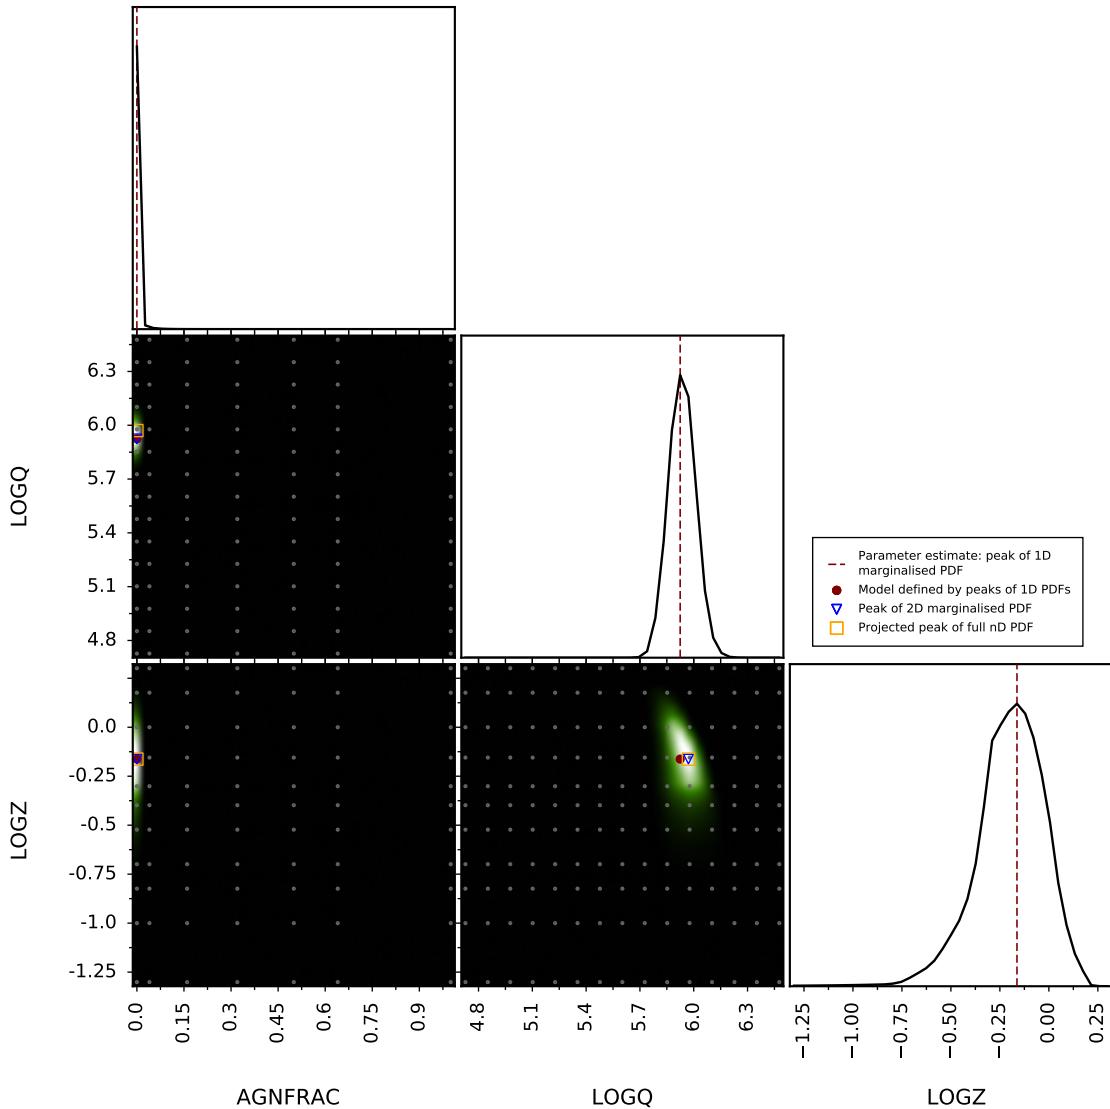 6.3
6.0
5.7
5.4
5.1
4.8
LOGQ
Parameter estimate: peak of 1D
marginalised PDF
Model defined by peaks of 1D PDFs
Peak of 2D marginalised PDF
Projected peak of full nD PDF
0.0
-0.25
-0.5
-0.75
-1.0
-1.25
LOGZ
0.0 0.15 0.3 0.45 0.6 0.75 0.9
4.8 5.1 5.4 5.7 6.0 6.3
−1.25 −1.00 −0.75 −0.50 −0.25 0.00 0.25
AGNFRAC LOGQ LOGZ